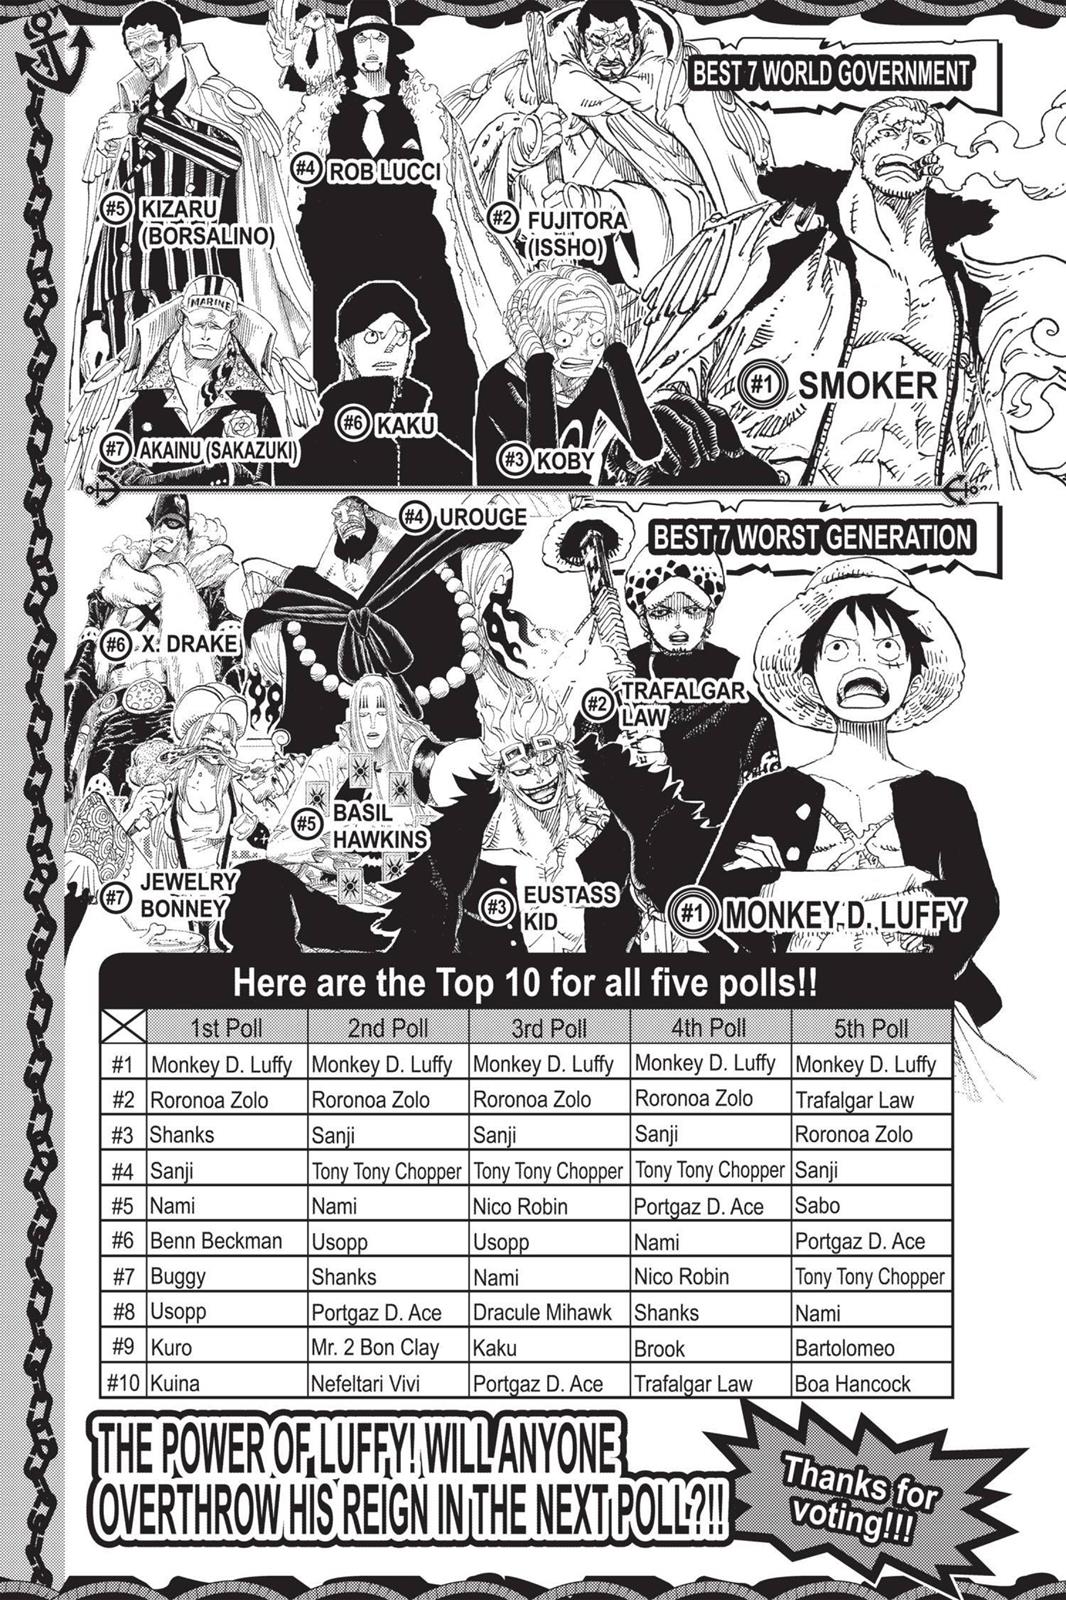 BEST 7 WORLD GOVERNMENT
#4 ROB LUCCI
#5 KIZARU
(BORSALINO)
#2 FUJITORA
(ISSHO)
MARINE
#1 SMOKER
#6 KAKU
#7 AKAINU (SAKAZUKI)
#3 KOBY
#4 UROUGE
BEST 7 WORST GENERATION
#6 X. DRAKE
#2 TRAFALGAR
LAW
#5 BASIL
HAWKINS
#7 JEWELRY
BONNEY
#3 EUSTASS
KID
#1 MONKEY D. LUFFY
Here are the Top 10 for all five polls!!
1st Poll 2nd Poll 3rd Poll 4th Poll 5th Poll
#1 Monkey D. Luffy Monkey D. Luffy Monkey D. Luffy Monkey D. Luffy Monkey D. Luffy
#2 Roronoa Zolo Roronoa Zolo Roronoa Zolo Roronoa Zolo Trafalgar Law
#3 Shanks Sanji Sanji Sanji Roronoa Zolo
#4 Sanji Tony Tony Chopper Tony Tony Chopper Tony Tony Chopper Sanji
#5 Nami Nami Nico Robin Portgaz D. Ace Sabo
#6 Benn Beckman Usopp Usopp Nami Portgaz D. Ace
#7 Buggy Shanks Nami Nico Robin Tony Tony Chopper
#8 Usopp Portgaz D. Ace Dracule Mihawk Shanks Nami
#9 Kuro Mr. 2 Bon Clay Kaku Brook Bartolomeo
#10 Kuina Nefeltari Vivi Portgaz D. Ace Trafalgar Law Boa Hancock
THE POWER OF LUFFY! WILL ANYONE
OVERTHROW HIS REIGN IN THE NEXT POLL?!!
Thanks for
voting!!!